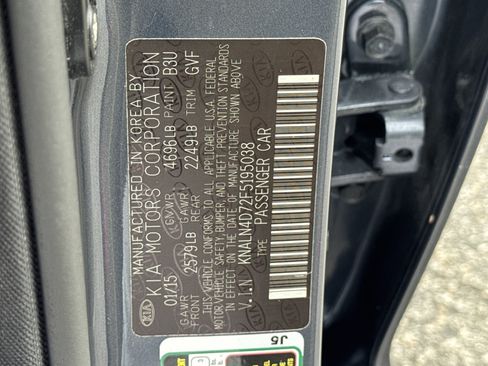 MANUFACTURED IN KOREA BY
KIA MOTORS CORPORATION
01/15 GVWR 4696LB PAINT B3U
GAWR FRONT 2579LB GAWR REAR 2249LB TRIM GVF
THIS VEHICLE CONFORMS TO ALL APPLICABLE U.S.A. FEDERAL
MOTOR VEHICLE SAFETY, BUMPER, AND THEFT PREVENTION STANDARDS
IN EFFECT ON THE DATE OF MANUFACTURE SHOWN ABOVE
V.I.N KNALN4D72F5195038
TYPE PASSENGER CAR
KIA
J5